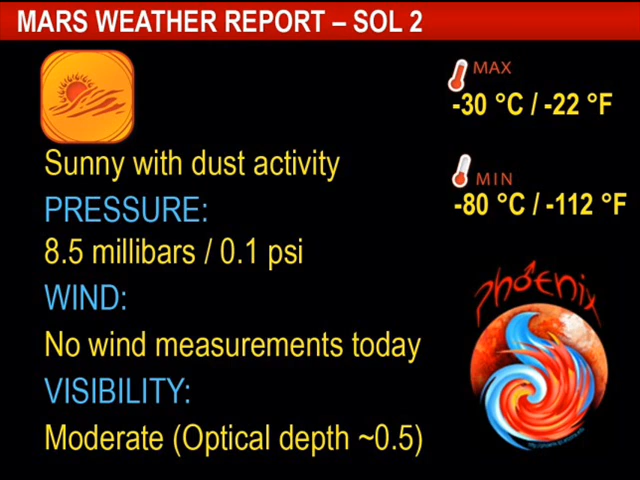 MARS WEATHER REPORT – SOL 2
MAX
-30 °C / -22 °F
Sunny with dust activity
MIN
-80 °C / -112 °F
PRESSURE:
8.5 millibars / 0.1 psi
WIND:
No wind measurements today
VISIBILITY:
Moderate (Optical depth ~0.5)
Phoenix